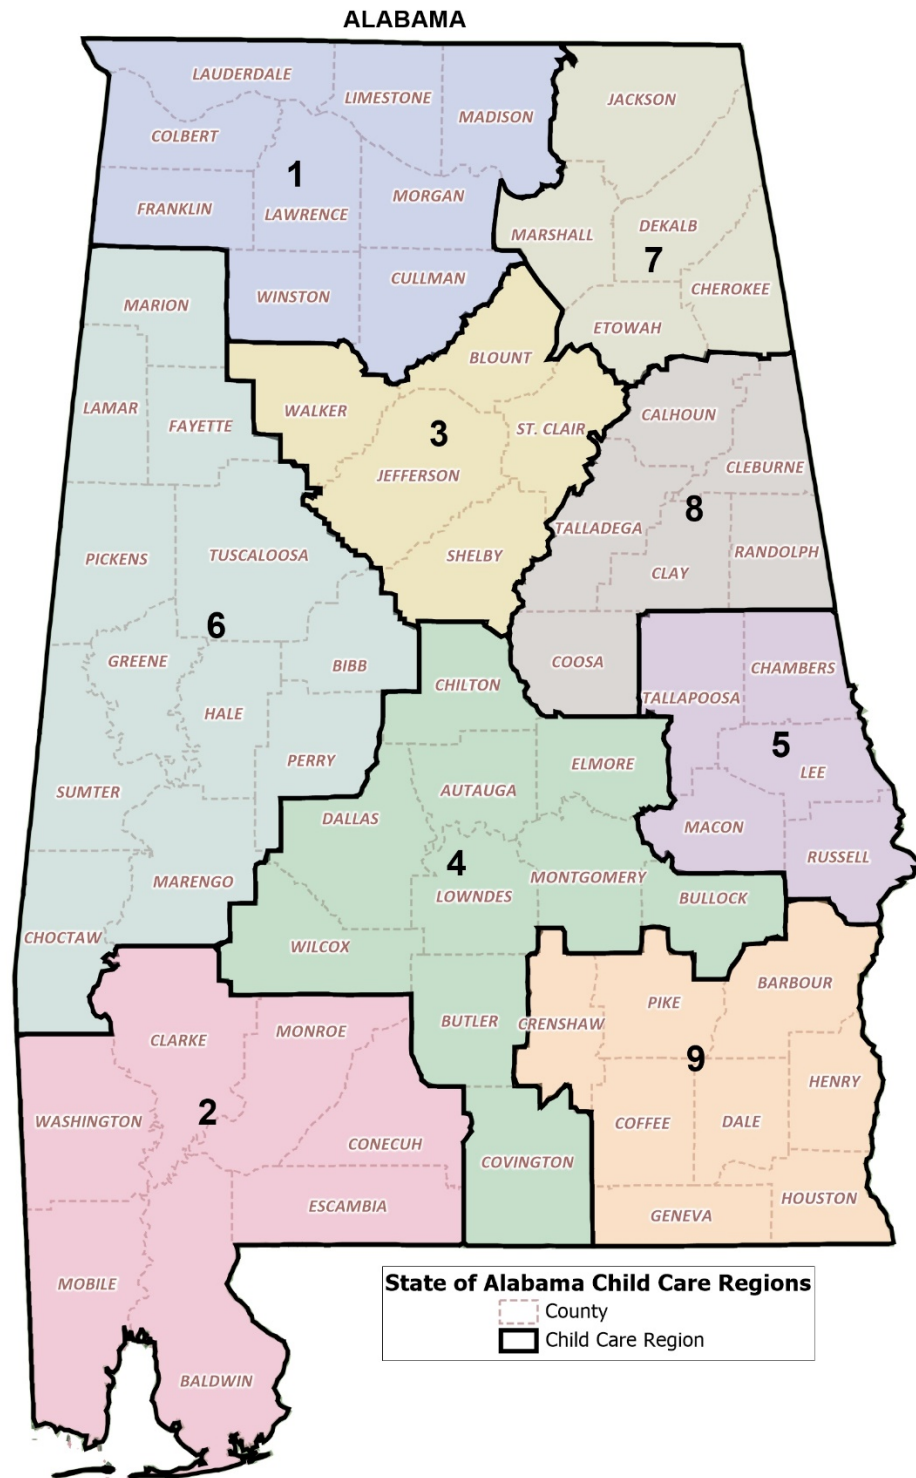 ALABAMA
LAUDERDALE
LIMESTONE
MADISON
JACKSON
COLBERT
1
FRANKLIN
LAWRENCE
MORGAN
MARSHALL
DEKALB
7
CHEROKEE
WINSTON
CULLMAN
MARION
ETOWAH
BLOUNT
LAMAR
FAYETTE
WALKER
3
ST. CLAIR
CALHOUN
JEFFERSON
CLEBURNE
8
PICKENS
TUSCALOOSA
SHELBY
TALLADEGA
RANDOLPH
CLAY
6
GREENE
BIBB
COOSA
CHAMBERS
CHILTON
TALLAPOOSA
HALE
5
PERRY
ELMORE
LEE
SUMTER
AUTAUGA
DALLAS
MACON
RUSSELL
4
MARENGO
MONTGOMERY
LOWNDES
BULLOCK
CHOCTAW
WILCOX
BARBOUR
PIKE
MONROE
BUTLER
CRENSHAW
CLARKE
9
HENRY
2
WASHINGTON
COFFEE
DALE
CONECUH
COVINGTON
ESCAMBIA
HOUSTON
GENEVA
MOBILE
BALDWIN
State of Alabama Child Care Regions
County
Child Care Region